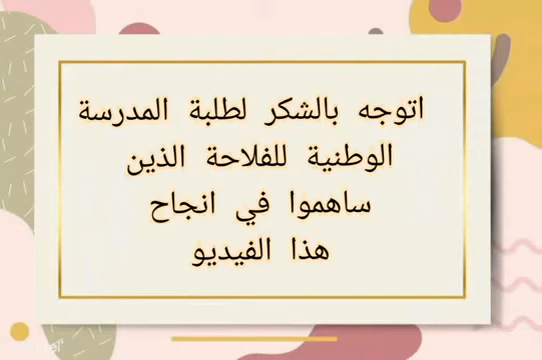 اتوجه بالشكر لطلبة المدرسة
الوطنية للفلاحة الذين
ساهموا في انجاح
هذا الفيديو